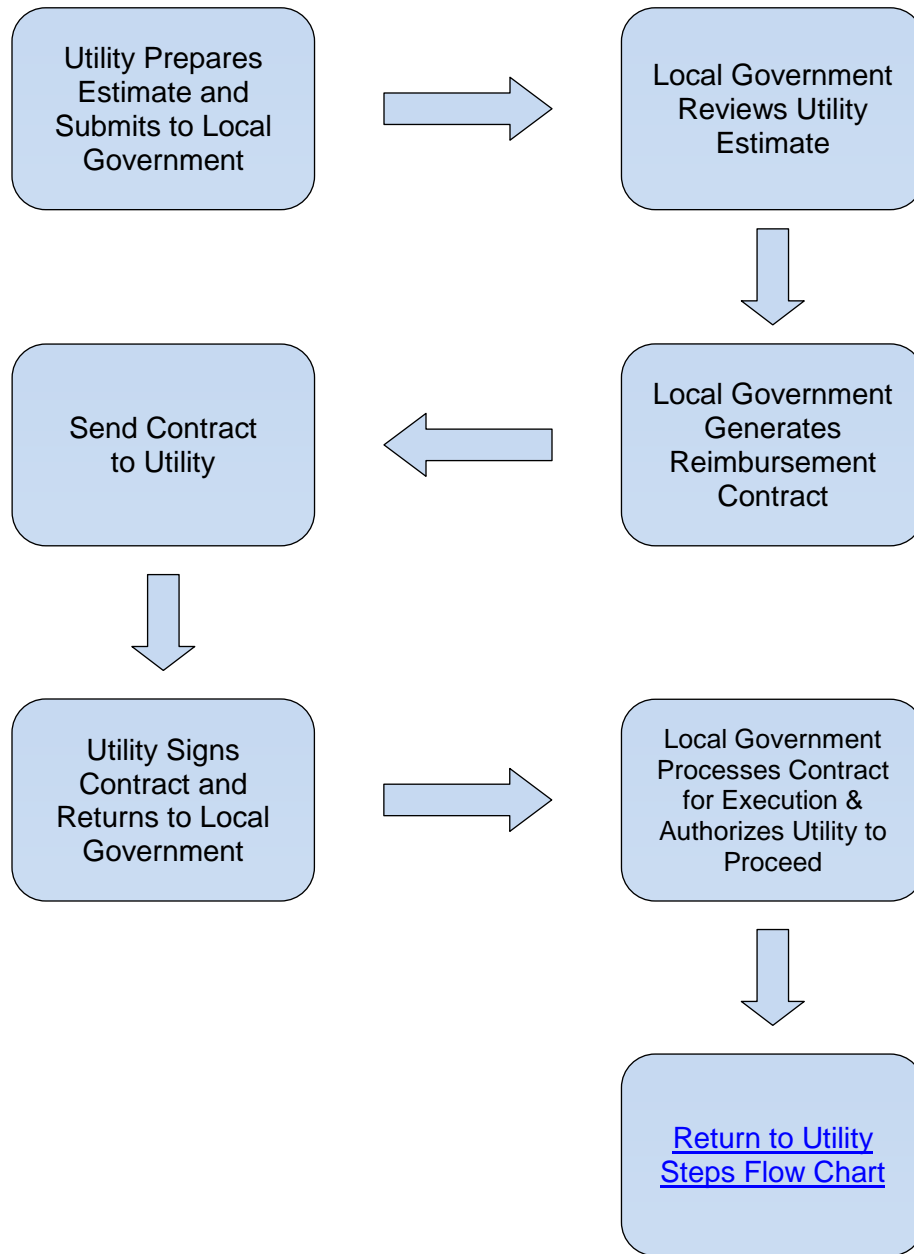 Utility Prepares
Estimate and
Submits to Local
Government
Local Government
Reviews Utility
Estimate
Local Government
Generates
Reimbursement
Contract
Send Contract
to Utility
Utility Signs
Contract and
Returns to Local
Government
Local Government
Processes Contract
for Execution &
Authorizes Utility to
Proceed
Return to Utility
Steps Flow Chart